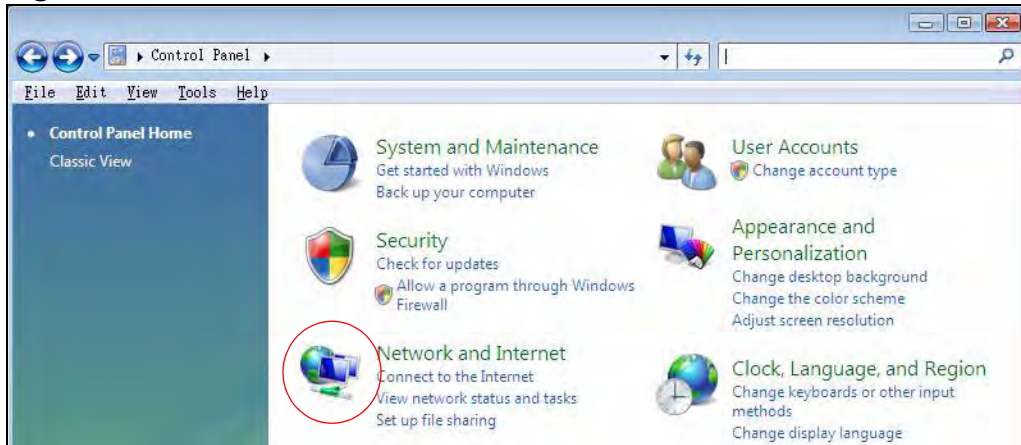 Control Panel
File Edit View Tools Help
Control Panel Home
Classic View
System and Maintenance
Get started with Windows
Back up your computer
Security
Check for updates
Allow a program through Windows
Firewall
Network and Internet
Connect to the Internet
View network status and tasks
Set up file sharing
User Accounts
Change account type
Appearance and
Personalization
Change desktop background
Change the color scheme
Adjust screen resolution
Clock, Language, and Region
Change keyboards or other input
methods
Change display language